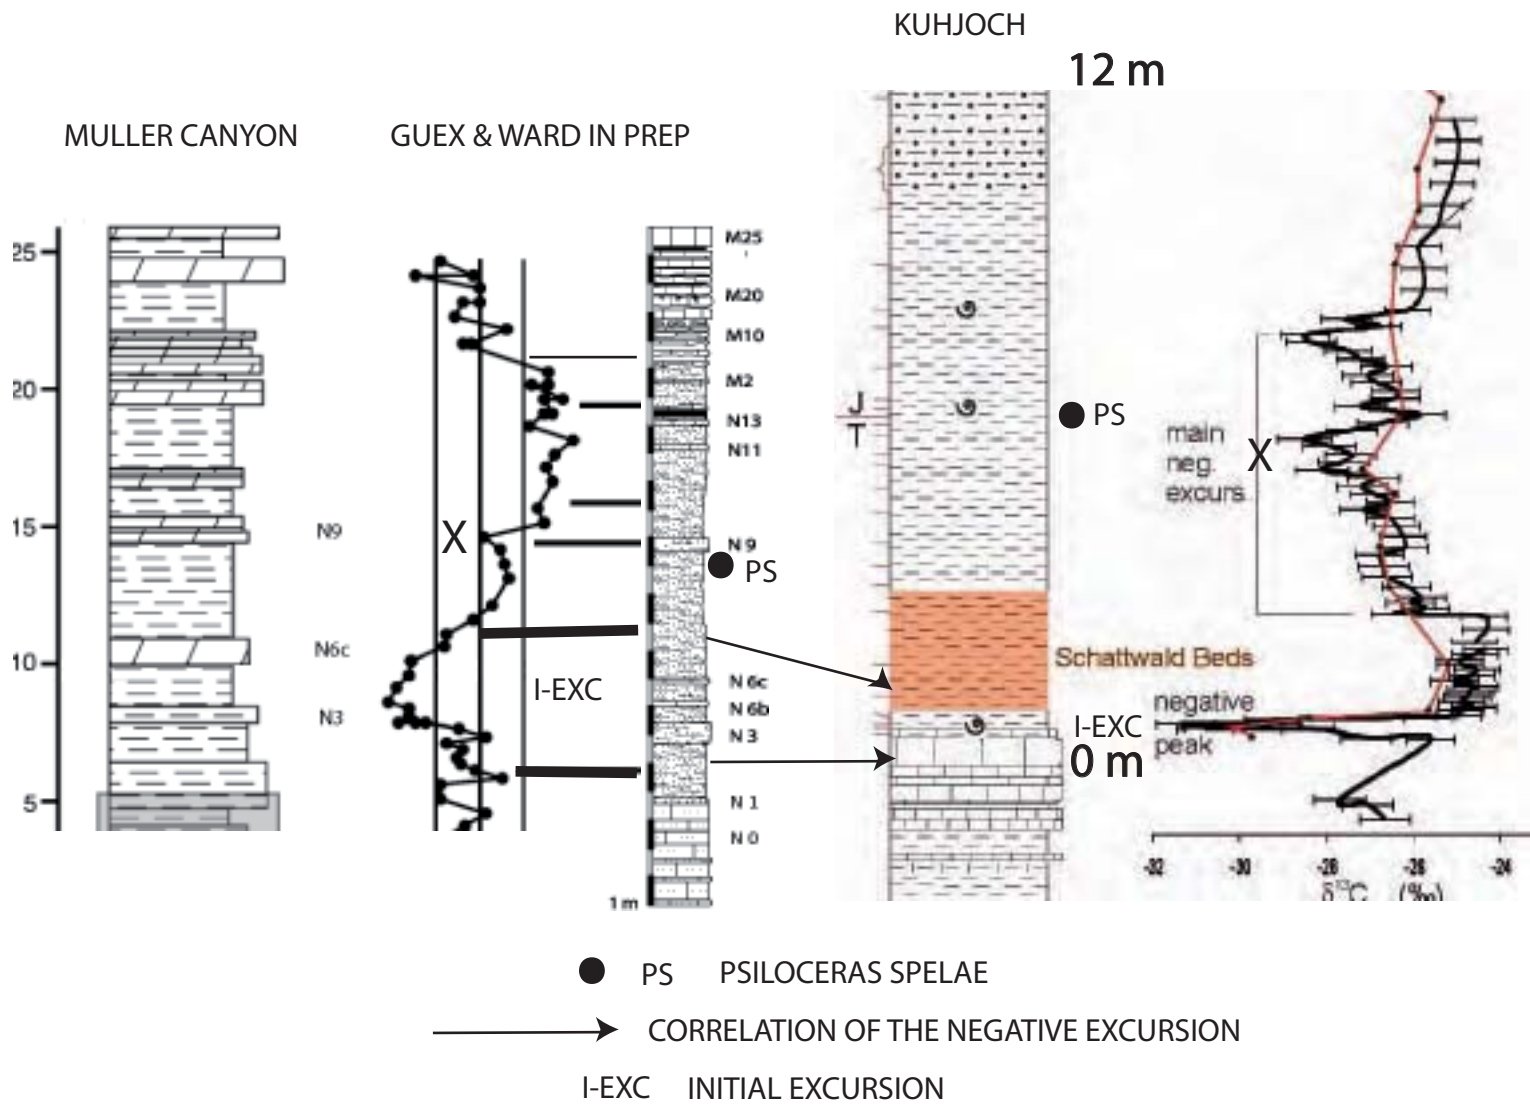 KUHJOCH
12 m
MULLER CANYON
GUEX & WARD IN PREP
25
20
15
10
5
N9
N6c
N3
X
I-EXC
M25
M20
M10
M2
N13
N11
N 9
PS
N 6c
N 6b
N 3
N 1
N 0
1 m
J
T
PS
main
neg.
excurs
X
Schattwald Beds
negative
I-EXC
peak
0 m
-32
-30
-28
-26
-24
δ13C (‰)
PS PSILOCERAS SPELAE
CORRELATION OF THE NEGATIVE EXCURSION
I-EXC INITIAL EXCURSION